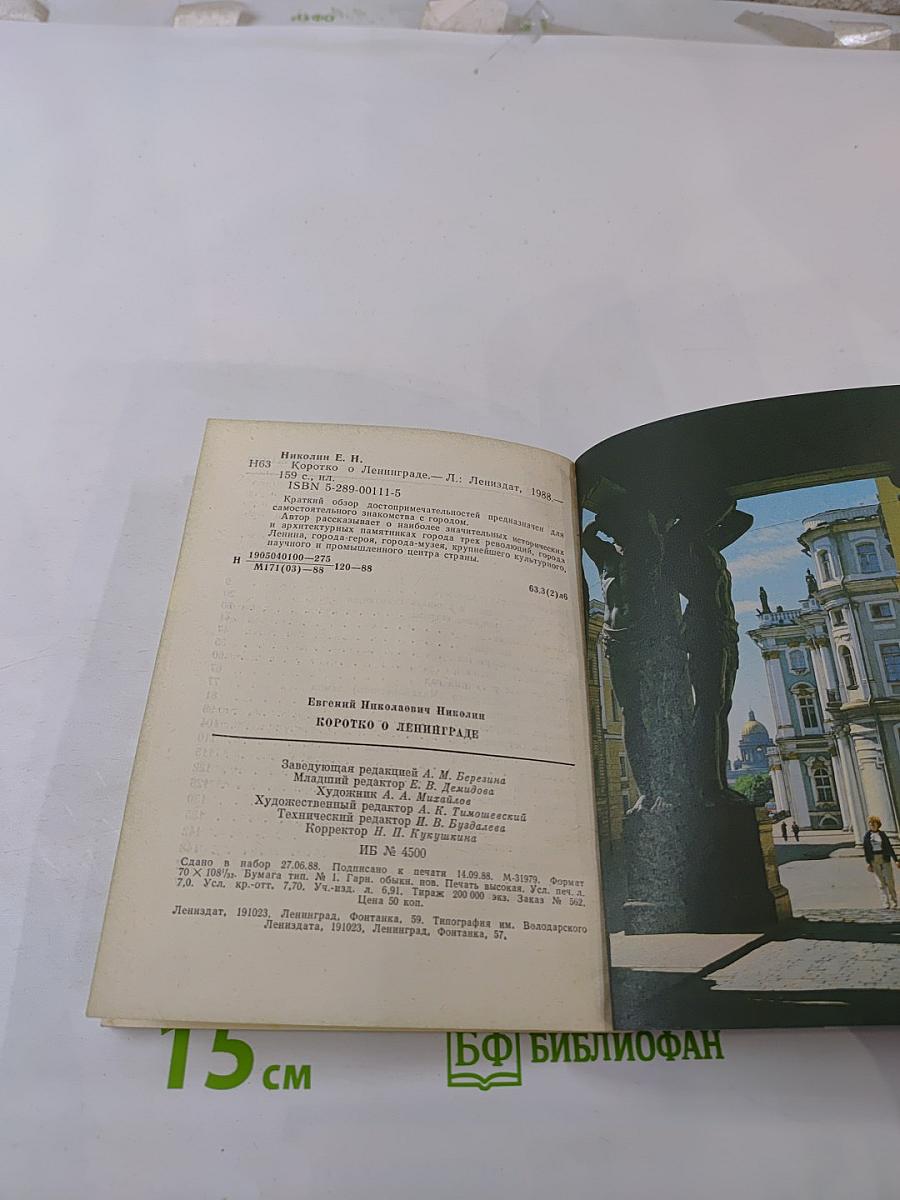 Николин Е. Н.
Н63 Коротко о Ленинграде.— Л.: Лениздат, 1988.—
159 с., ил.
ISBN 5-289-00111-5
Краткий обзор достопримечательностей предназначен для
самостоятельного знакомства с городом.
Автор рассказывает о наиболее значительных исторических
и архитектурных памятниках города трех революций, города
Ленина, города-героя, города-музея, крупнейшего культурного,
научного и промышленного центра страны.
Н 1905040100—275
М171(03)—88 120—88
63.3(2)л6
Евгений Николаевич Николин
КОРОТКО О ЛЕНИНГРАДЕ
Заведующая редакцией А. М. Березина
Младший редактор Е. В. Демидова
Художник А. А. Михайлов
Художественный редактор А. К. Тимошевский
Технический редактор И. В. Буздалева
Корректор Н. П. Кукушкина
ИБ № 4500
Сдано в набор 27.06.88. Подписано к печати 14.09.88. М-31979. Формат
70 × 108¹/₃₂. Бумага тип. № 1. Гарн. обыкн. нов. Печать высокая. Усл. печ. л.
7,0. Усл. кр.-отт. 7,70. Уч.-изд. л. 6,91. Тираж 200 000 экз. Заказ № 562.
Цена 50 коп.
Лениздат, 191023, Ленинград, Фонтанка, 59. Типография им. Володарского
Лениздата, 191023, Ленинград, Фонтанка, 57.
15 см
БФ БИБЛИОФАН